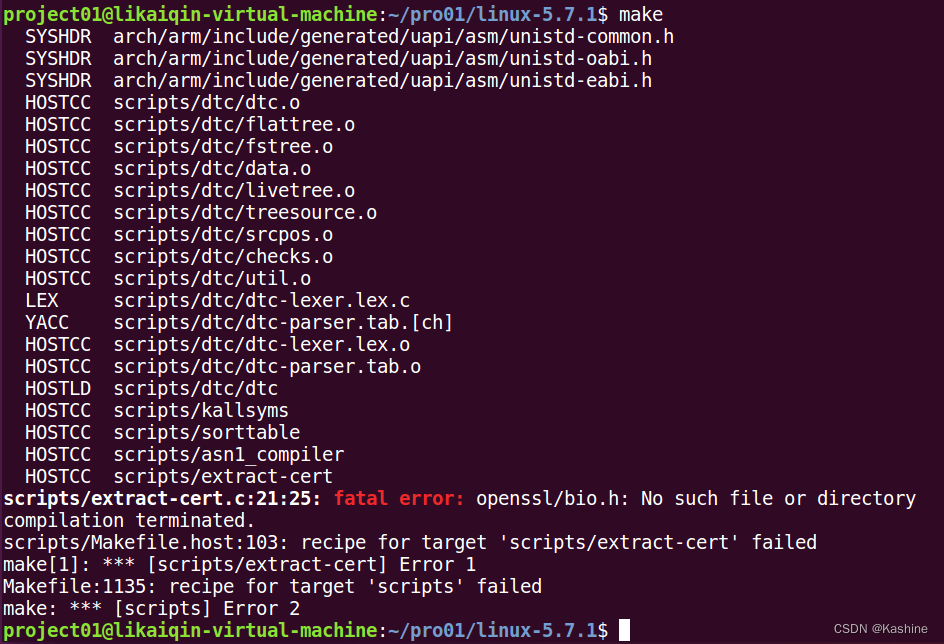 project01@likaiqin-virtual-machine:~/pro01/linux-5.7.1$ make
  SYSHDR  arch/arm/include/generated/uapi/asm/unistd-common.h
  SYSHDR  arch/arm/include/generated/uapi/asm/unistd-oabi.h
  SYSHDR  arch/arm/include/generated/uapi/asm/unistd-eabi.h
  HOSTCC  scripts/dtc/dtc.o
  HOSTCC  scripts/dtc/flattree.o
  HOSTCC  scripts/dtc/fstree.o
  HOSTCC  scripts/dtc/data.o
  HOSTCC  scripts/dtc/livetree.o
  HOSTCC  scripts/dtc/treesource.o
  HOSTCC  scripts/dtc/srcpos.o
  HOSTCC  scripts/dtc/checks.o
  HOSTCC  scripts/dtc/util.o
  LEX     scripts/dtc/dtc-lexer.lex.c
  YACC    scripts/dtc/dtc-parser.tab.[ch]
  HOSTCC  scripts/dtc/dtc-lexer.lex.o
  HOSTCC  scripts/dtc/dtc-parser.tab.o
  HOSTLD  scripts/dtc/dtc
  HOSTCC  scripts/kallsyms
  HOSTCC  scripts/sorttable
  HOSTCC  scripts/asn1_compiler
  HOSTCC  scripts/extract-cert
scripts/extract-cert.c:21:25: fatal error: openssl/bio.h: No such file or directory
compilation terminated.
scripts/Makefile.host:103: recipe for target 'scripts/extract-cert' failed
make[1]: *** [scripts/extract-cert] Error 1
Makefile:1135: recipe for target 'scripts' failed
make: *** [scripts] Error 2
project01@likaiqin-virtual-machine:~/pro01/linux-5.7.1$
CSDN @Kashine